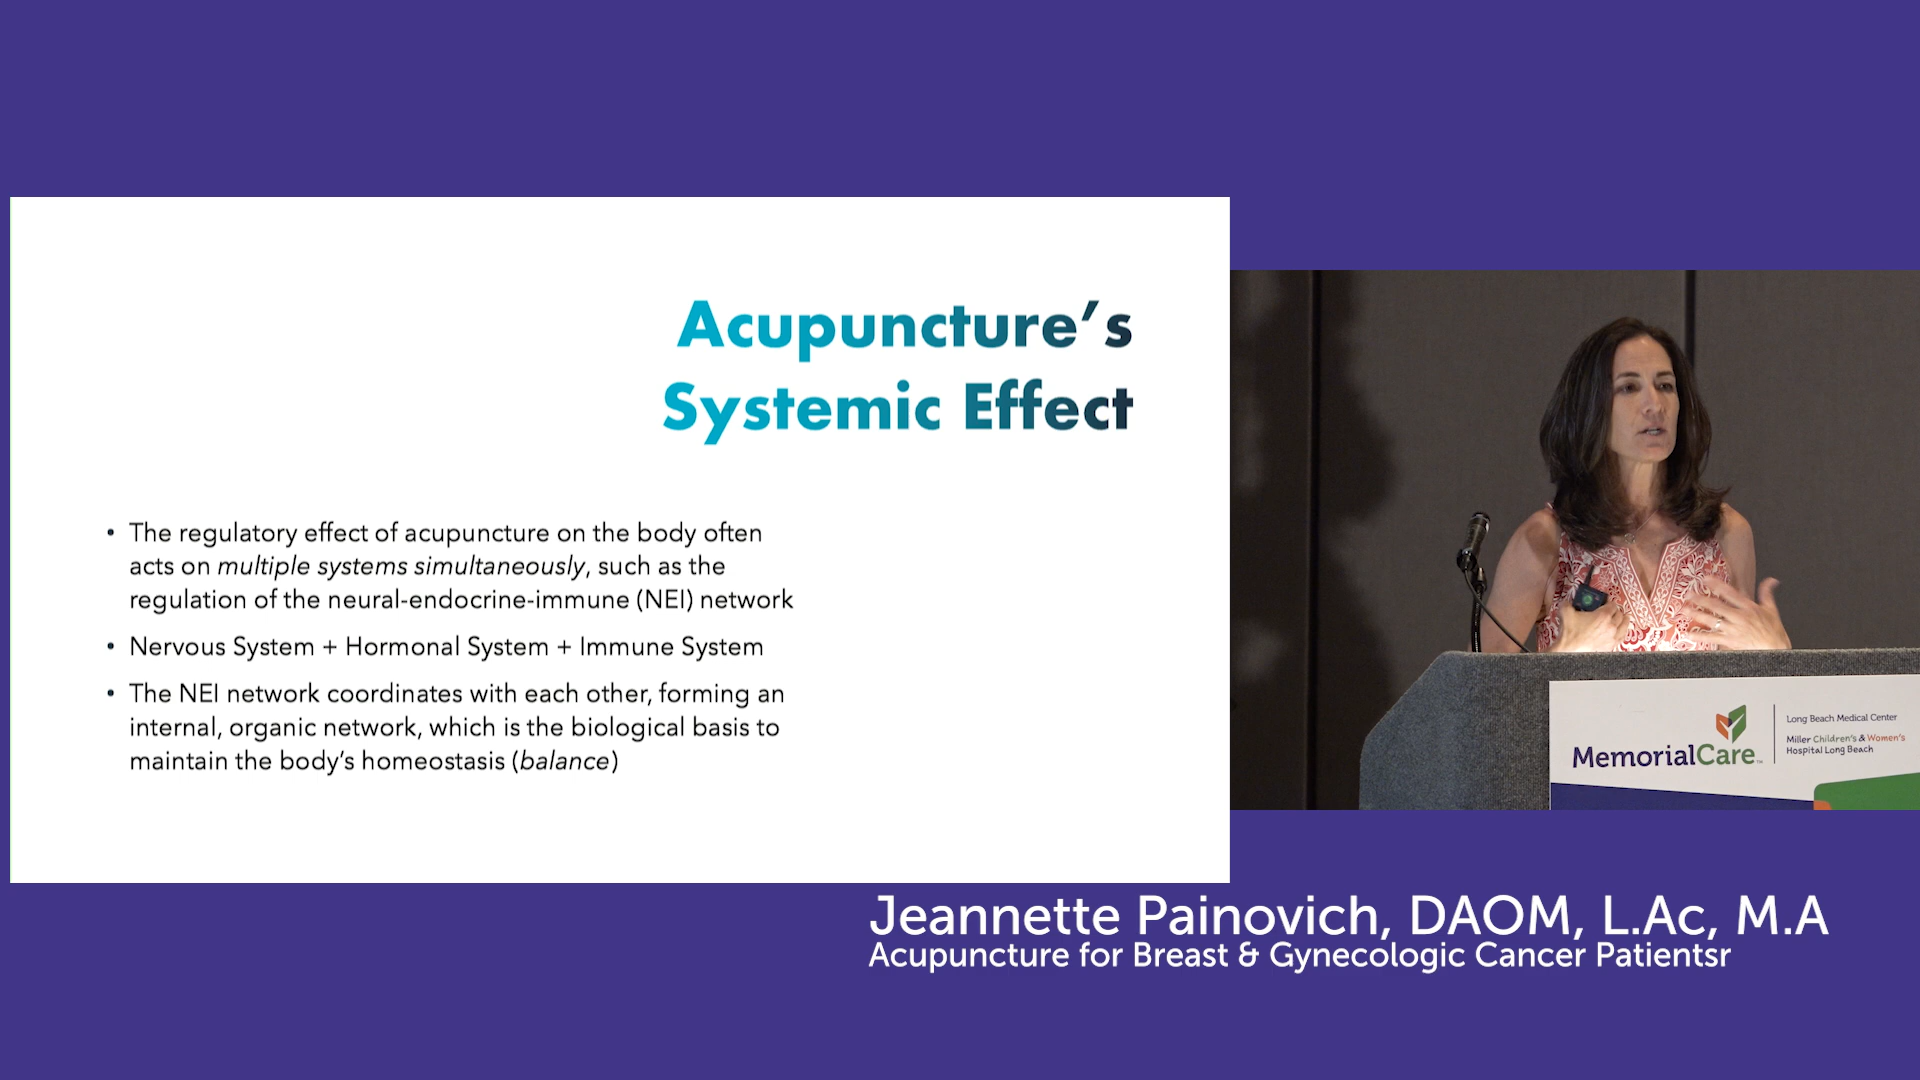 Acupuncture’s
Systemic Effect
• The regulatory effect of acupuncture on the body often
acts on multiple systems simultaneously, such as the
regulation of the neural-endocrine-immune (NEI) network
• Nervous System + Hormonal System + Immune System
• The NEI network coordinates with each other, forming an
internal, organic network, which is the biological basis to
maintain the body’s homeostasis (balance)
MemorialCare™
Long Beach Medical Center
Miller Children's & Women's
Hospital Long Beach
Jeannette Painovich, DAOM, L.Ac, M.A
Acupuncture for Breast & Gynecologic Cancer Patientsr